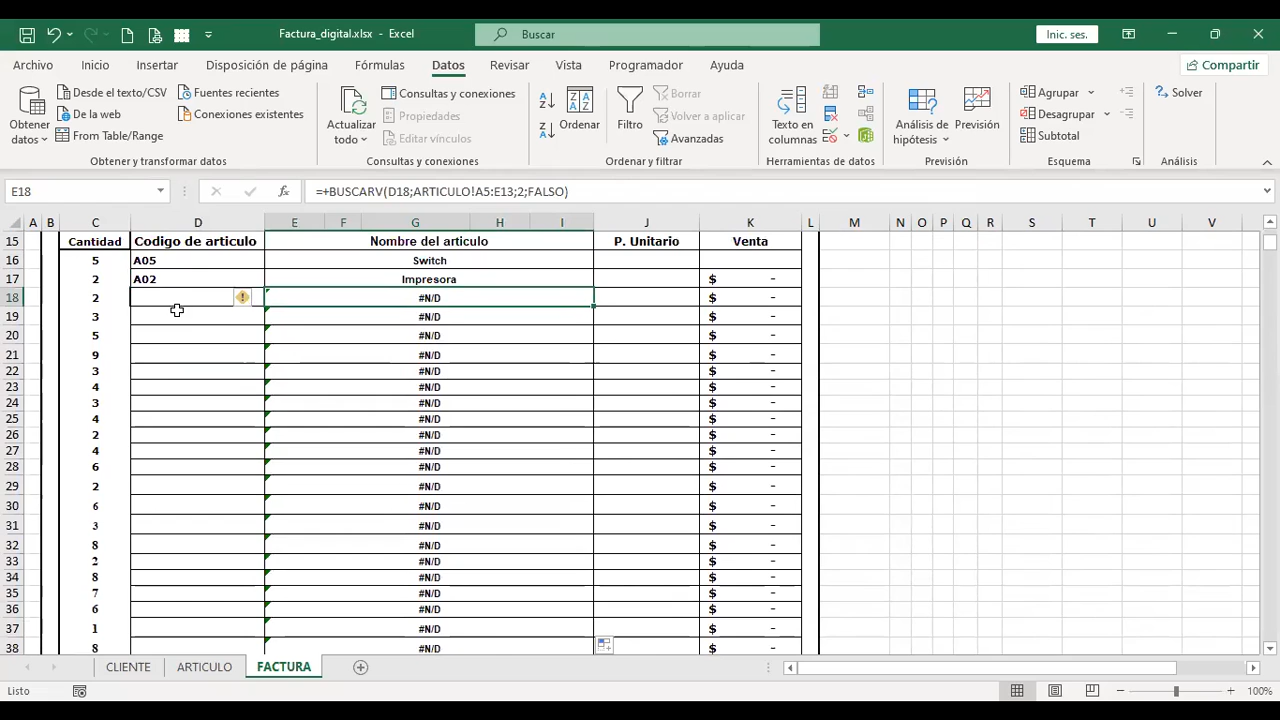 Factura_digital.xlsx - Excel
Buscar
Inic. ses.
Archivo Inicio Insertar Disposición de página Fórmulas Datos Revisar Vista Programador Ayuda
Compartir
Obtener datos
Desde el texto/CSV
De la web
From Table/Range
Fuentes recientes
Conexiones existentes
Obtener y transformar datos
Actualizar todo
Consultas y conexiones
Propiedades
Editar vínculos
Consultas y conexiones
Ordenar
Filtro
Borrar
Volver a aplicar
Avanzadas
Ordenar y filtrar
Texto en columnas
Herramientas de datos
Análisis de hipótesis
Previsión
Previsión
Agrupar
Desagrupar
Subtotal
Esquema
Solver
Análisis
E18 =+BUSCARV(D18;ARTICULO!A5:E13;2;FALSO)
A B C D E F G H I J K L M N O P Q R S T U V
15 Cantidad Codigo de articulo Nombre del articulo P. Unitario Venta
16 5 A05 Switch
17 2 A02 Impresora $ -
18 2 #N/D $ -
19 3 #N/D $ -
20 5 #N/D $ -
21 9 #N/D $ -
22 3 #N/D $ -
23 4 #N/D $ -
24 3 #N/D $ -
25 4 #N/D $ -
26 2 #N/D $ -
27 4 #N/D $ -
28 6 #N/D $ -
29 2 #N/D $ -
30 6 #N/D $ -
31 3 #N/D $ -
32 8 #N/D $ -
33 2 #N/D $ -
34 8 #N/D $ -
35 7 #N/D $ -
36 6 #N/D $ -
37 1 #N/D $ -
38 8 #N/D $ -
CLIENTE ARTICULO FACTURA
Listo
100%